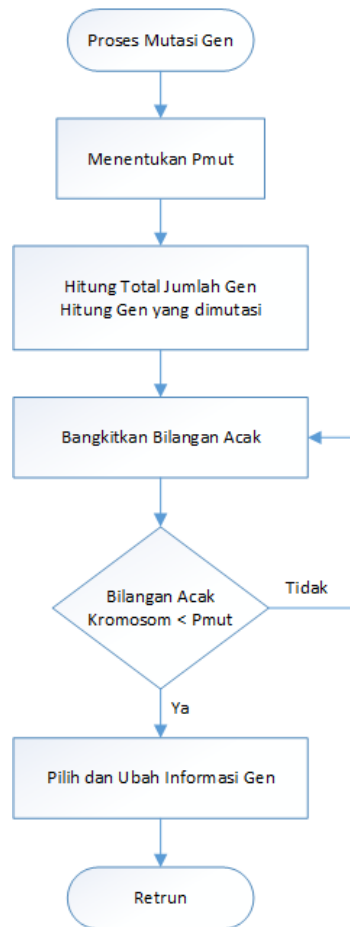 Proses Mutasi Gen
Menentukan Pmut
Hitung Total Jumlah Gen
Hitung Gen yang dimutasi
Bangkitkan Bilangan Acak
Bilangan Acak
Kromosom < Pmut
Tidak
Ya
Pilih dan Ubah Informasi Gen
Retrun